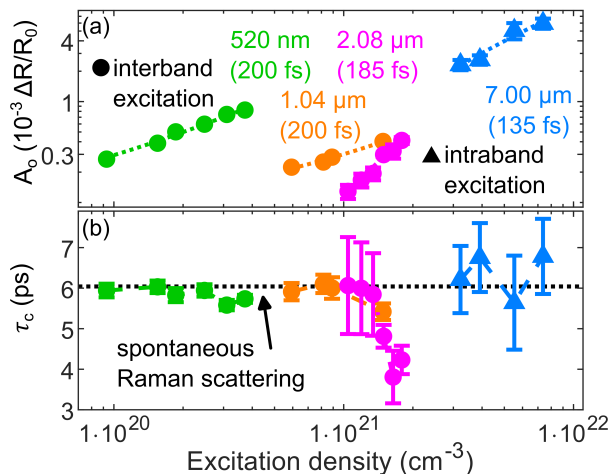 (a)
520 nm
(200 fs)
2.08 µm
(185 fs)
interband
excitation
1.04 µm
(200 fs)
7.00 µm
(135 fs)
intraband
excitation
4
1
0.3
A₀ (10⁻³ ΔR/R₀)
(b)
7
6
5
4
3
τc (ps)
spontaneous
Raman scattering
1·10²⁰
1·10²¹
1·10²²
Excitation density (cm⁻³)